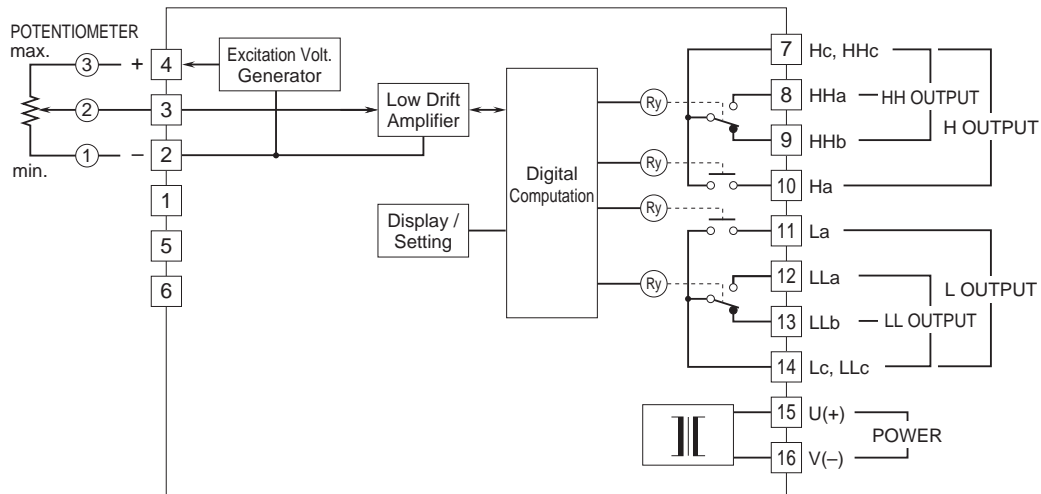 POTENTIOMETER
max.
3
+
4
Excitation Volt.
Generator
2
3
Low Drift
Amplifier
1
–
2
min.
1
5
6
Display /
Setting
Digital
Computation
Ry
Ry
Ry
Ry
7 Hc, HHc
8 HHa
HH OUTPUT
9 HHb
H OUTPUT
10 Ha
11 La
12 LLa
L OUTPUT
13 LLb
LL OUTPUT
14 Lc, LLc
15 U(+)
POWER
16 V(–)